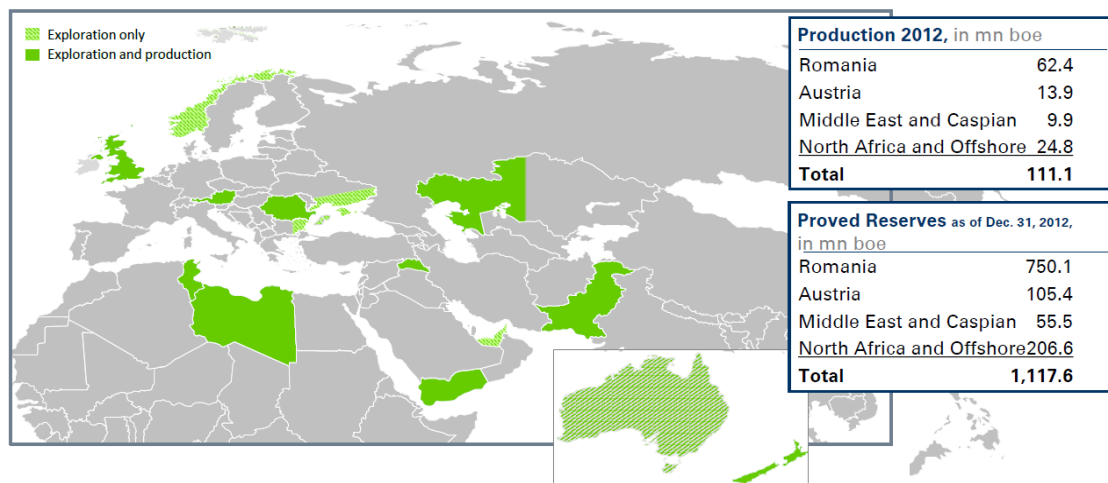 Exploration only
Exploration and production
Production 2012, in mn boe
Romania 62.4
Austria 13.9
Middle East and Caspian 9.9
North Africa and Offshore 24.8
Total 111.1
Proved Reserves as of Dec. 31, 2012,
in mn boe
Romania 750.1
Austria 105.4
Middle East and Caspian 55.5
North Africa and Offshore206.6
Total 1,117.6